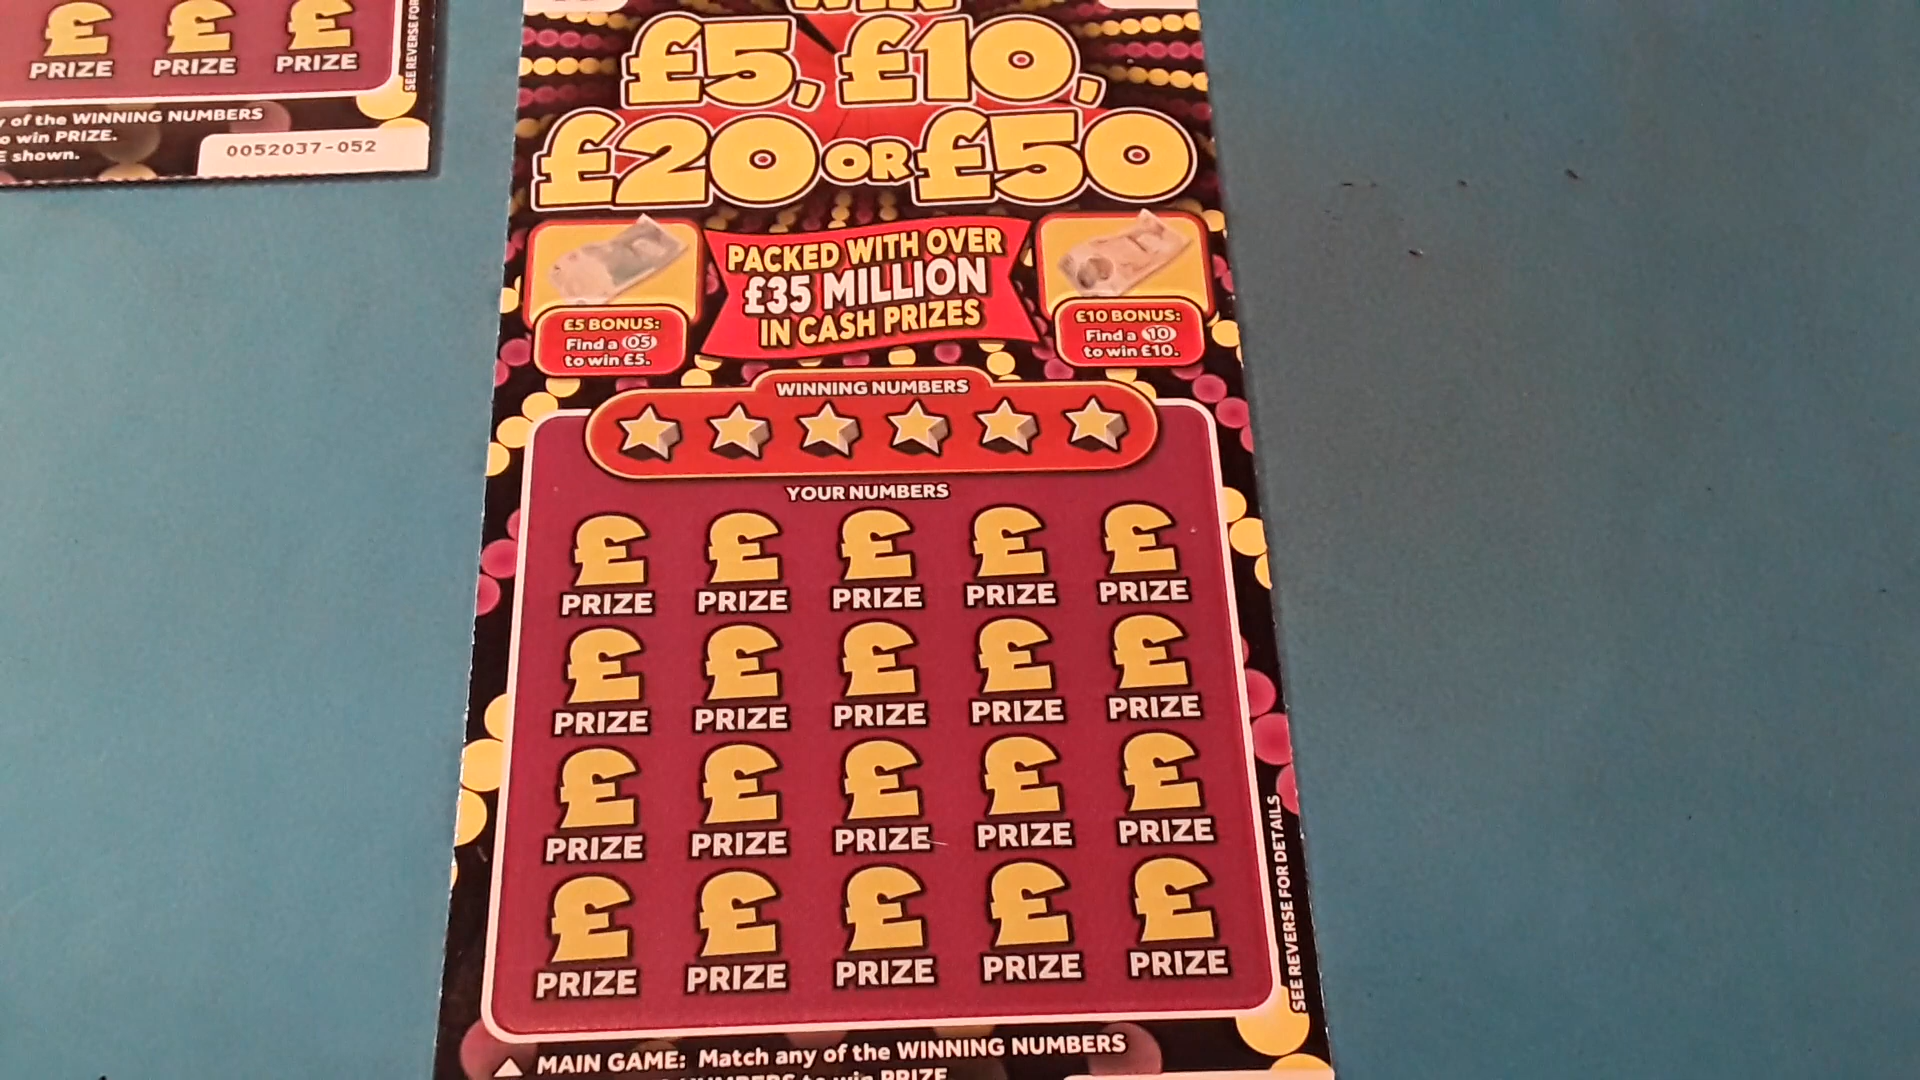 £ £ £
PRIZE PRIZE PRIZE
of the WINNING NUMBERS
o win PRIZE.
E shown.
0052037-052
SEE REVERSE FOR
WIN
£5, £10,
£20 OR £50
PACKED WITH OVER
£35 MILLION
IN CASH PRIZES
£5 BONUS:
Find a 05
to win £5.
£10 BONUS:
Find a 10
to win £10.
WINNING NUMBERS
YOUR NUMBERS
£ £ £ £ £
PRIZE PRIZE PRIZE PRIZE PRIZE
£ £ £ £ £
PRIZE PRIZE PRIZE PRIZE PRIZE
£ £ £ £ £
PRIZE PRIZE PRIZE PRIZE PRIZE
£ £ £ £ £
PRIZE PRIZE PRIZE PRIZE PRIZE
SEE REVERSE FOR DETAILS
MAIN GAME: Match any of the WINNING NUMBERS
NUMBERS to win PRIZE